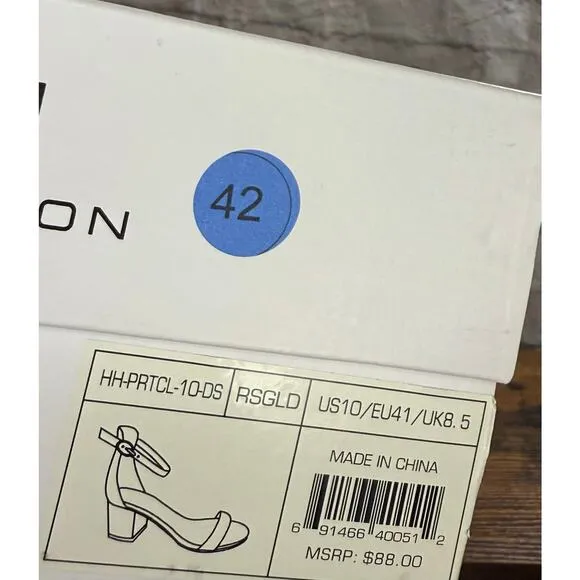 ON
42
HH-PRTCL-10-DS RSGLD US10/EU41/UK8.5
MADE IN CHINA
6 91466 40051 2
MSRP: $88.00